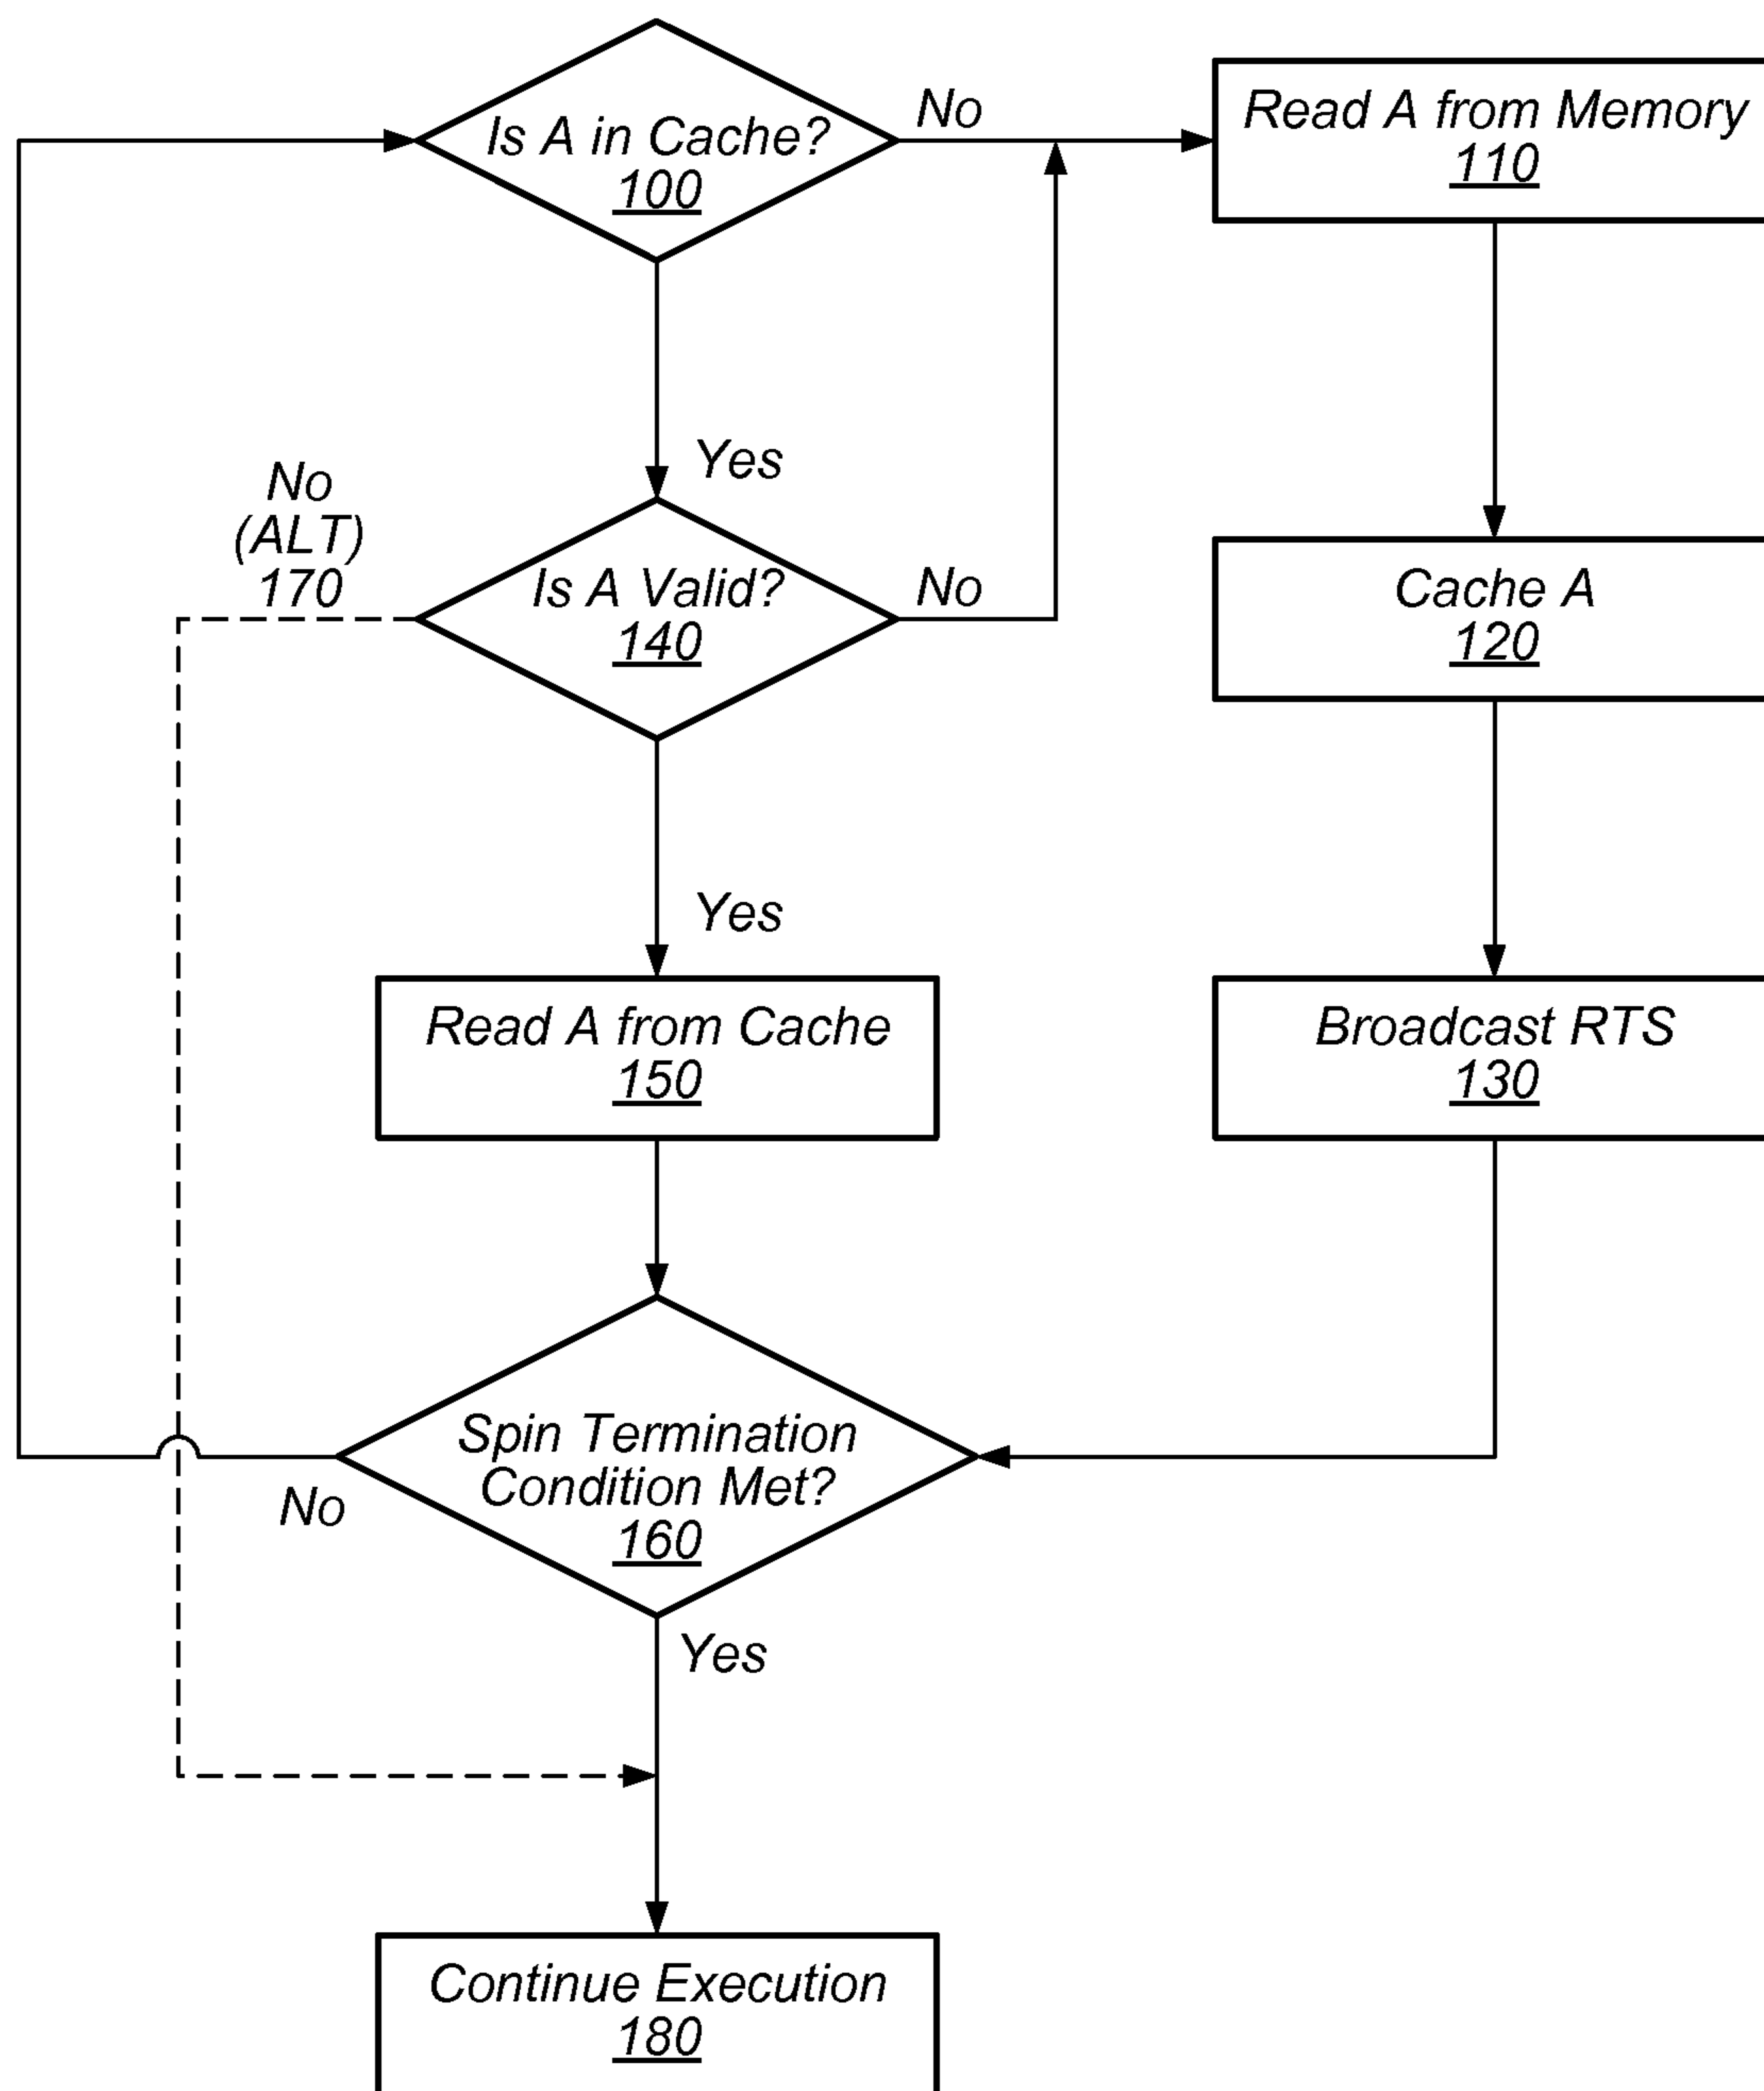 Is A in Cache?
100
No
Read A from Memory
110
Yes
No
(ALT)
170
Is A Valid?
140
No
Cache A
120
Yes
Read A from Cache
150
Broadcast RTS
130
Spin Termination
Condition Met?
160
No
Yes
Continue Execution
180